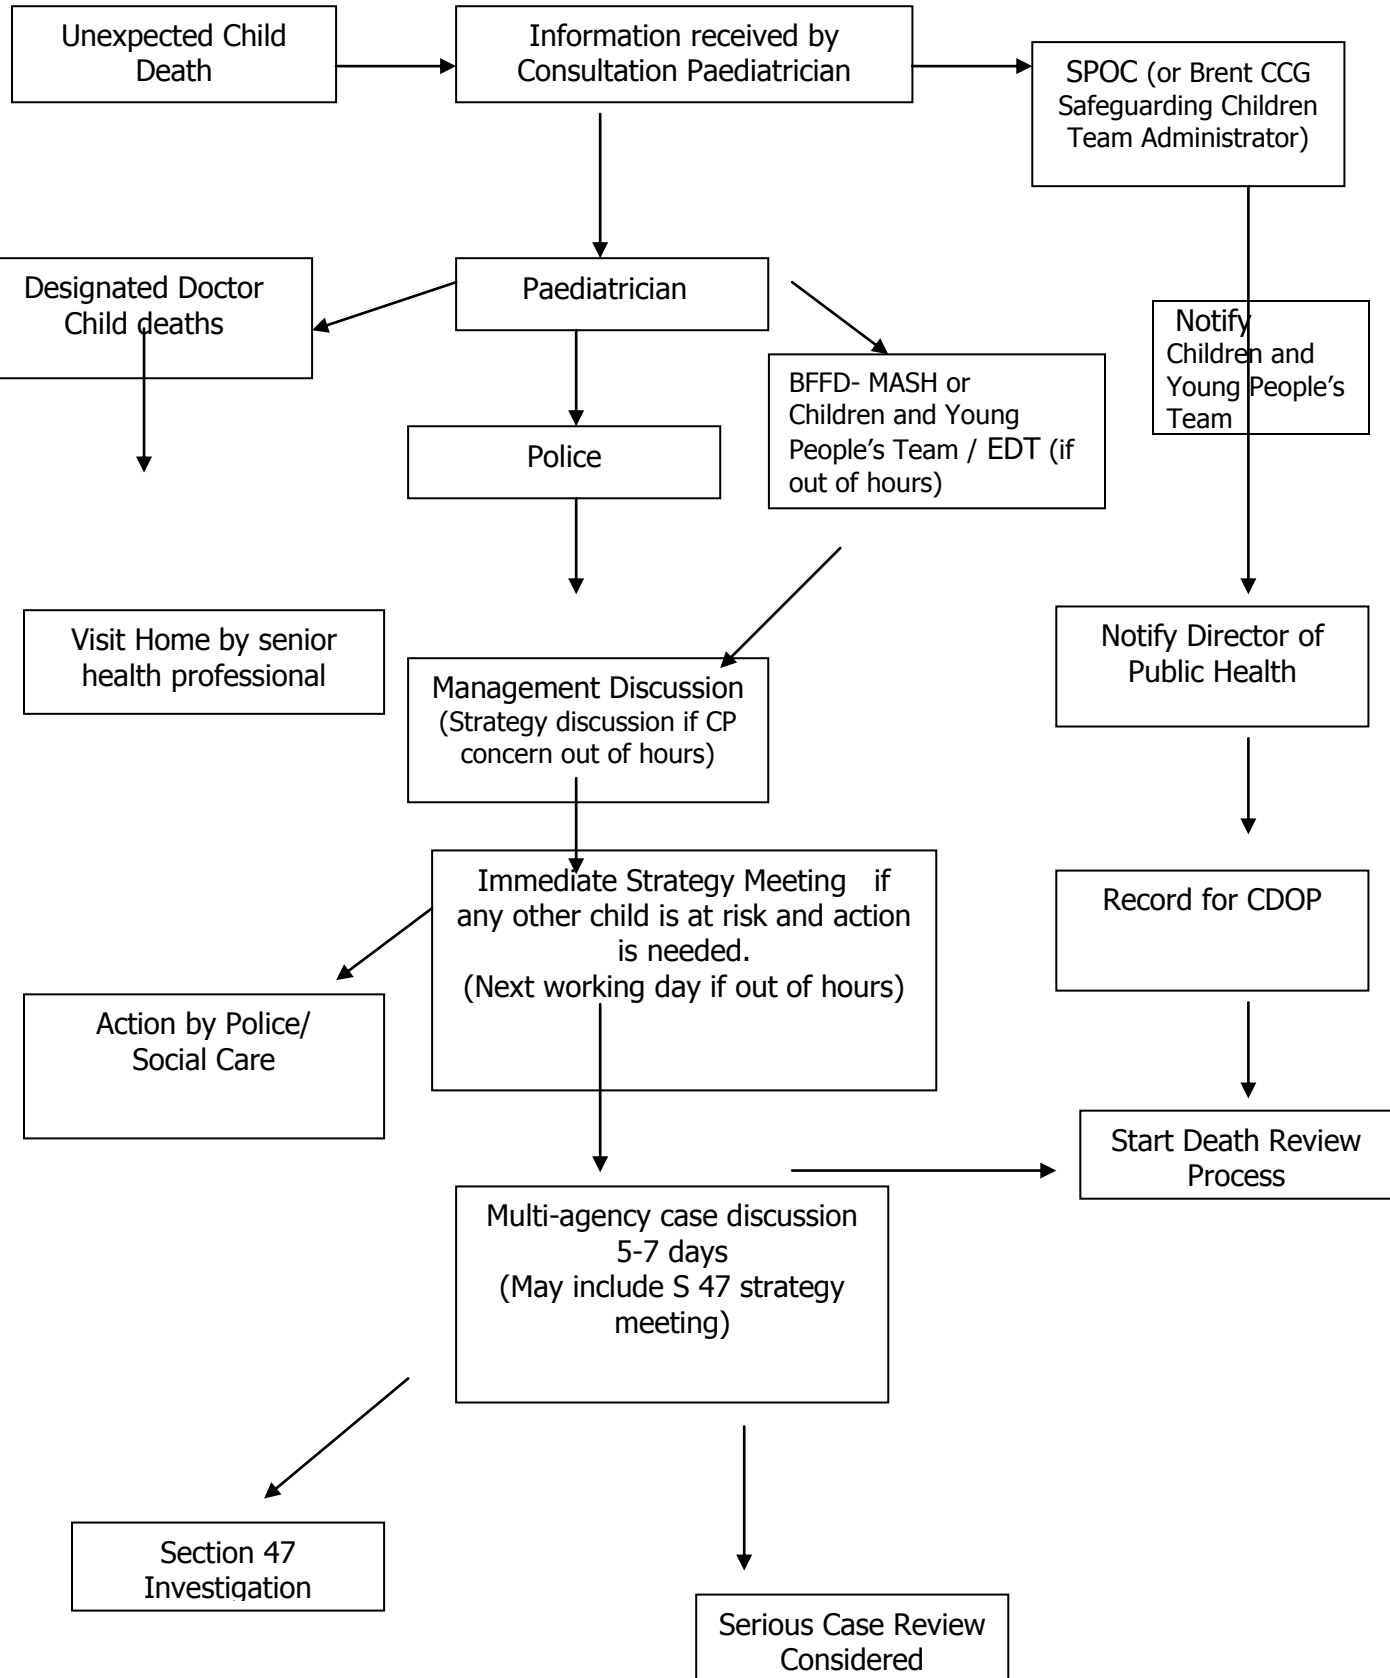 Unexpected Child
Death
Information received by
Consultation Paediatrician
SPOC (or Brent CCG
Safeguarding Children
Team Administrator)
Designated Doctor
Child deaths
Paediatrician
Notify
Children and
Young People's
Team
BFFD- MASH or
Children and Young
People's Team / EDT (if
out of hours)
Police
Visit Home by senior
health professional
Management Discussion
(Strategy discussion if CP
concern out of hours)
Notify Director of
Public Health
Immediate Strategy Meeting if
any other child is at risk and action
is needed.
(Next working day if out of hours)
Record for CDOP
Action by Police/
Social Care
Start Death Review
Process
Multi-agency case discussion
5-7 days
(May include S 47 strategy
meeting)
Section 47
Investigation
Serious Case Review
Considered